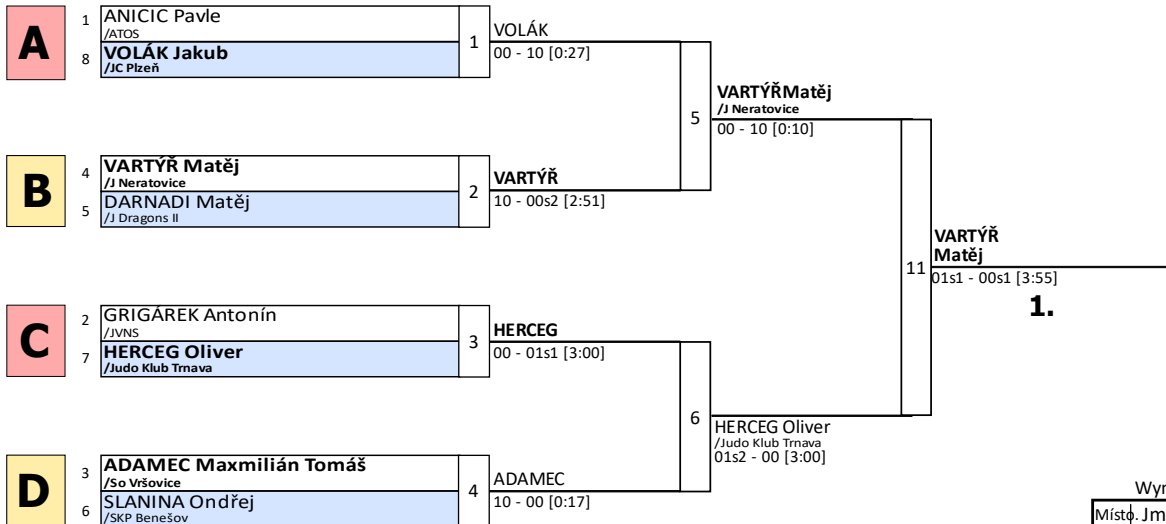 A
1 ANICIC Pavle
/ATOS
8 VOLÁK Jakub
/JC Plzeň
1
VOLÁK
00 - 10 [0:27]
5
VARTÝŘMatěj
/J Neratovice
00 - 10 [0:10]
B
4 VARTÝŘ Matěj
/J Neratovice
5 DARNADI Matěj
/J Dragons II
2
VARTÝŘ
10 - 00s2 [2:51]
11
VARTÝŘ
Matěj
01s1 - 00s1 [3:55]
1.
C
2 GRIGÁREK Antonín
/JVNS
7 HERCEG Oliver
/Judo Klub Trnava
3
HERCEG
00 - 01s1 [3:00]
6
HERCEG Oliver
/Judo Klub Trnava
01s2 - 00 [3:00]
D
3 ADAMEC Maxmilián Tomáš
/So Vršovice
6 SLANINA Ondřej
/SKP Benešov
4
ADAMEC
10 - 00 [0:17]
Místo.